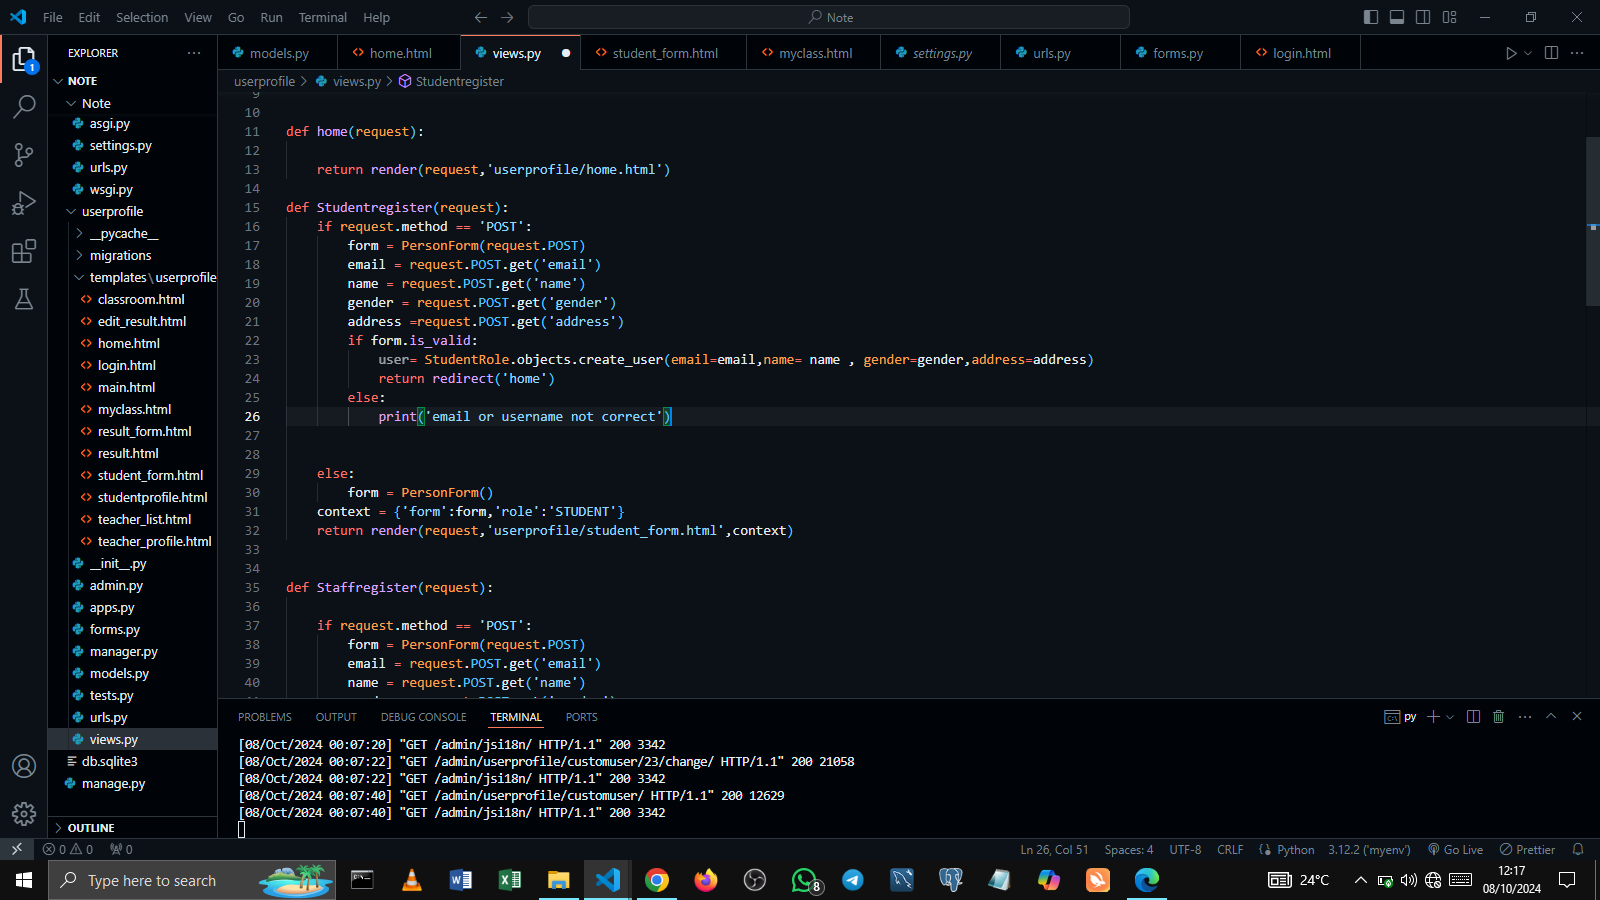 File Edit Selection View Go Run Terminal Help
Note
EXPLORER
models.py home.html views.py student_form.html myclass.html settings.py urls.py forms.py login.html
userprofile > views.py > Studentregister
NOTE
Note
asgi.py
settings.py
urls.py
wsgi.py
userprofile
__pycache__
migrations
templates\userprofile
classroom.html
edit_result.html
home.html
login.html
main.html
myclass.html
result_form.html
result.html
student_form.html
studentprofile.html
teacher_list.html
teacher_profile.html
__init__.py
admin.py
apps.py
forms.py
manager.py
models.py
tests.py
urls.py
views.py
db.sqlite3
manage.py
OUTLINE
1
9
10
11 def home(request):
12
13 return render(request,'userprofile/home.html')
14
15 def Studentregister(request):
16 if request.method == 'POST':
17 form = PersonForm(request.POST)
18 email = request.POST.get('email')
19 name = request.POST.get('name')
20 gender = request.POST.get('gender')
21 address =request.POST.get('address')
22 if form.is_valid:
23 user= StudentRole.objects.create_user(email=email,name= name , gender=gender,address=address)
24 return redirect('home')
25 else:
26 print('email or username not correct')
27
28
29 else:
30 form = PersonForm()
31 context = {'form':form,'role':'STUDENT'}
32 return render(request,'userprofile/student_form.html',context)
33
34
35 def Staffregister(request):
36
37 if request.method == 'POST':
38 form = PersonForm(request.POST)
39 email = request.POST.get('email')
40 name = request.POST.get('name')
PROBLEMS OUTPUT DEBUG CONSOLE TERMINAL PORTS
py
[08/Oct/2024 00:07:20] "GET /admin/jsi18n/ HTTP/1.1" 200 3342
[08/Oct/2024 00:07:22] "GET /admin/userprofile/customuser/23/change/ HTTP/1.1" 200 21058
[08/Oct/2024 00:07:22] "GET /admin/jsi18n/ HTTP/1.1" 200 3342
[08/Oct/2024 00:07:40] "GET /admin/userprofile/customuser/ HTTP/1.1" 200 12629
[08/Oct/2024 00:07:40] "GET /admin/jsi18n/ HTTP/1.1" 200 3342
0 0 0 Ln 26, Col 51 Spaces: 4 UTF-8 CRLF Python 3.12.2 ('myenv') Go Live Prettier
Type here to search
8
24°C
12:17
08/10/2024